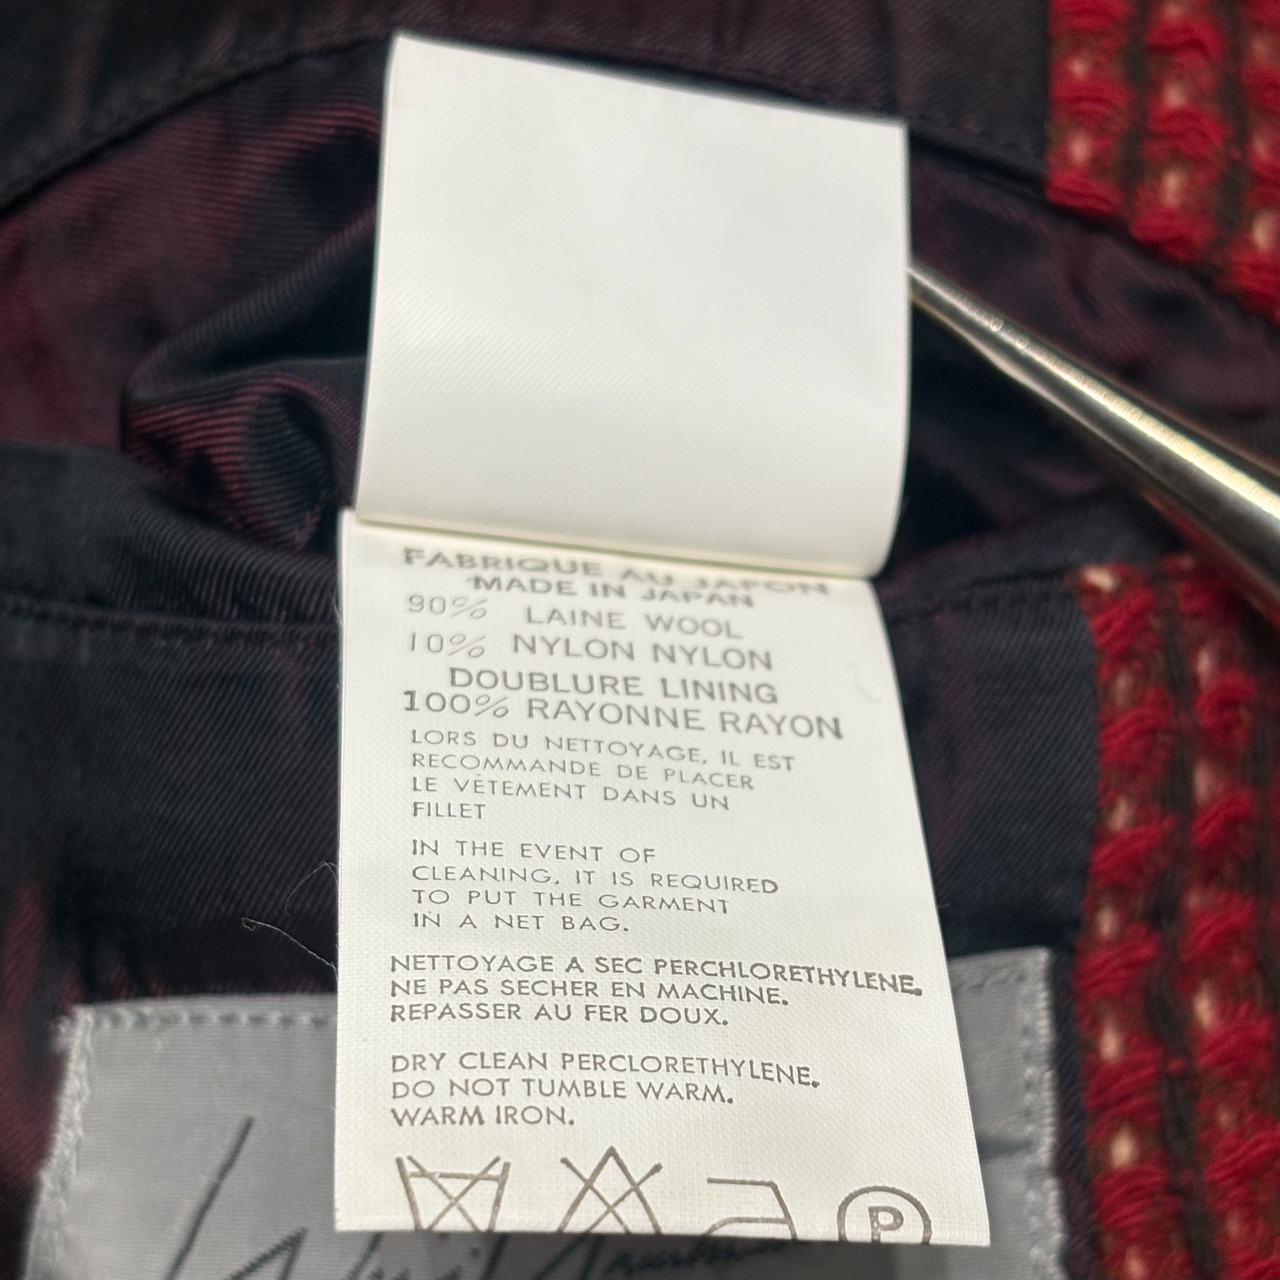 FABRIQUE AU JAPON
MADE IN JAPAN
90% LAINE WOOL
10% NYLON NYLON
DOUBLURE LINING
100% RAYONNE RAYON
LORS DU NETTOYAGE, IL EST
RECOMMANDE DE PLACER
LE VÊTEMENT DANS UN
FILLET
IN THE EVENT OF
CLEANING, IT IS REQUIRED
TO PUT THE GARMENT
IN A NET BAG.
NETTOYAGE A SEC PERCHLORETHYLENE.
NE PAS SECHER EN MACHINE.
REPASSER AU FER DOUX.
DRY CLEAN PERCLORETHYLENE.
DO NOT TUMBLE WARM.
WARM IRON.
P